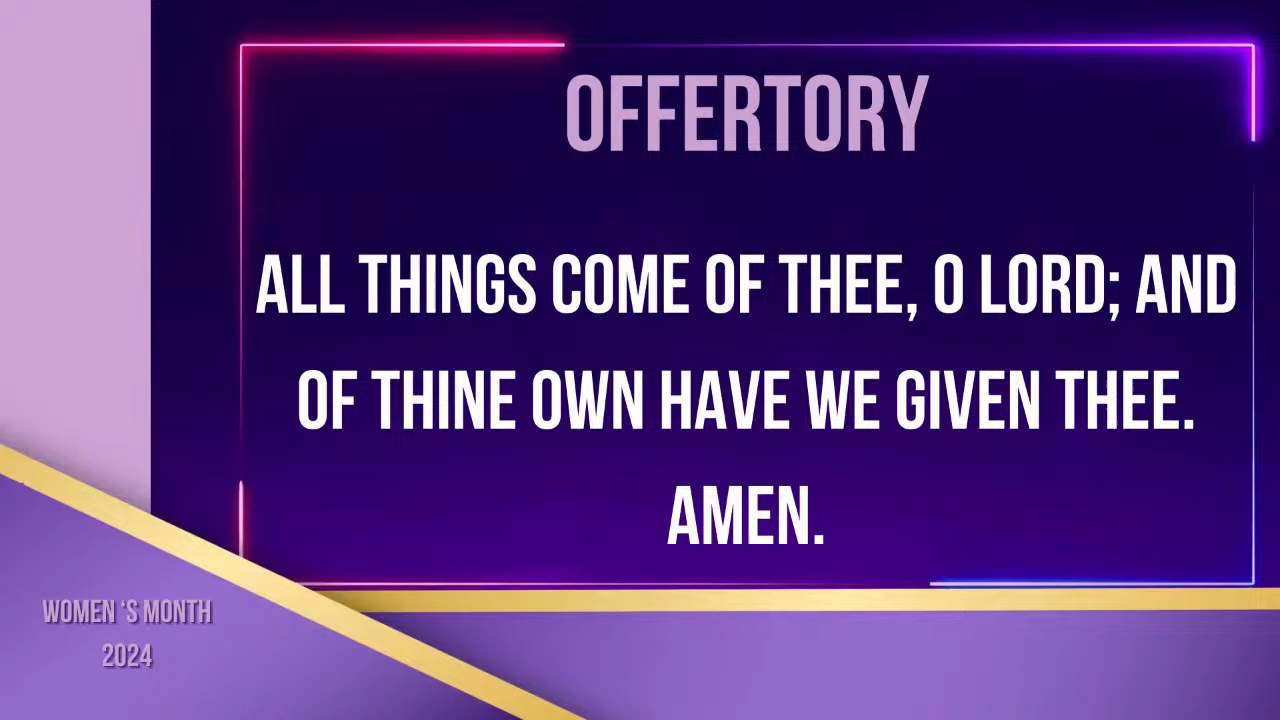 OFFERTORY
ALL THINGS COME OF THEE, O LORD; AND
OF THINE OWN HAVE WE GIVEN THEE.
AMEN.
WOMEN ‘S MONTH
2024